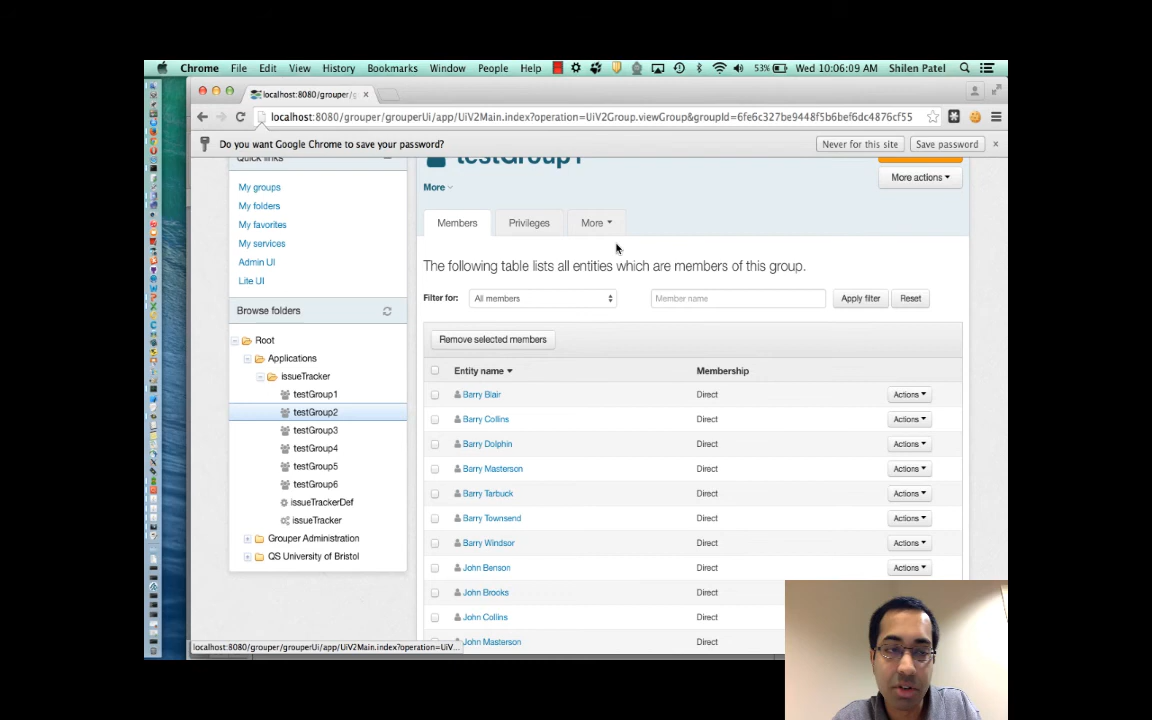 Chrome File Edit View History Bookmarks Window People Help 53% Wed 10:06:09 AM Shilen Patel
localhost:8080/grouper/g
localhost:8080/grouper/grouperUi/app/UiV2Main.index?operation=UiV2Group.viewGroup&groupId=6fe6c327be9448f5b6bef6dc4876cf55
Do you want Google Chrome to save your password? Never for this site Save password
Quick links
testGroup1
More
More actions
My groups
My folders
My favorites
My services
Admin UI
Lite UI
Browse folders
Root
Applications
issueTracker
testGroup1
testGroup2
testGroup3
testGroup4
testGroup5
testGroup6
issueTrackerDef
issueTracker
Grouper Administration
QS University of Bristol
Members Privileges More
The following table lists all entities which are members of this group.
Filter for: All members Member name Apply filter Reset
Remove selected members
Entity name Membership
Barry Blair Direct Actions
Barry Collins Direct Actions
Barry Dolphin Direct Actions
Barry Masterson Direct Actions
Barry Tarbuck Direct Actions
Barry Townsend Direct Actions
Barry Windsor Direct Actions
John Benson Direct Actions
John Brooks Direct
John Collins Direct
John Masterson Direct
localhost:8080/grouper/grouperUi/app/UiV2Main.index?operation=UiV...